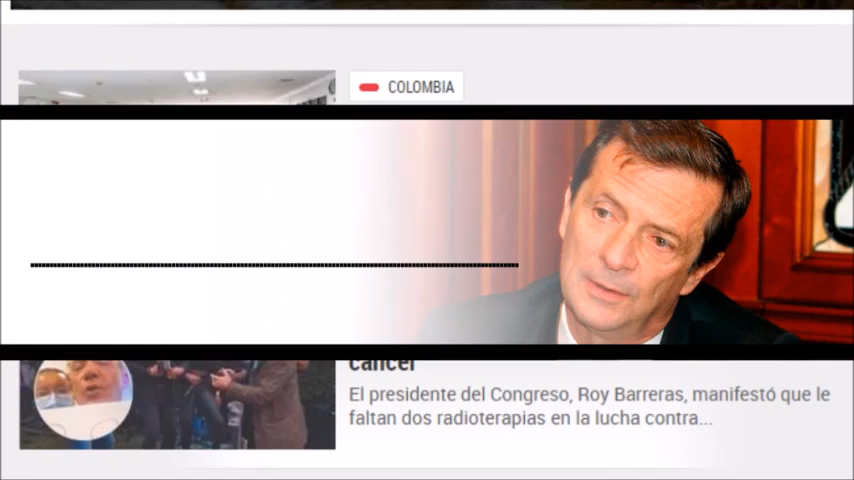 COLOMBIA
cáncer
El presidente del Congreso, Roy Barreras, manifestó que le
faltan dos radioterapias en la lucha contra...